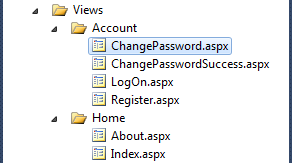 Views
Account
ChangePassword.aspx
ChangePasswordSuccess.aspx
LogOn.aspx
Register.aspx
Home
About.aspx
Index.aspx